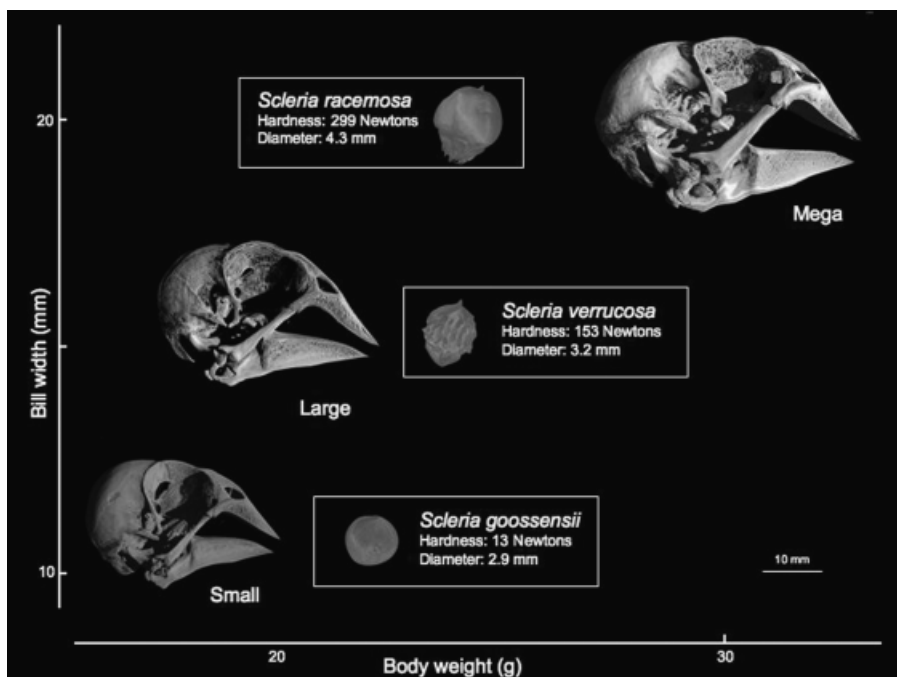 20
Scleria racemosa
Hardness: 299 Newtons
Diameter: 4.3 mm
Mega
Scleria verrucosa
Hardness: 153 Newtons
Diameter: 3.2 mm
Bill width (mm)
Large
Scleria goossensii
Hardness: 13 Newtons
Diameter: 2.9 mm
10 mm
10
Small
20
30
Body weight (g)